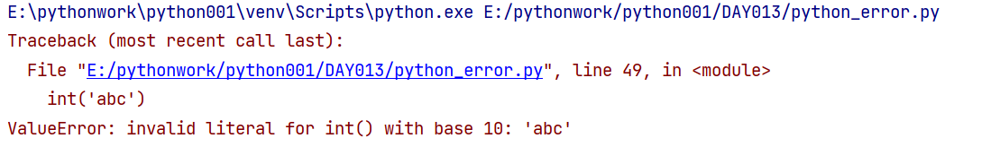 E:\pythonwork\python001\venv\Scripts\python.exe E:/pythonwork/python001/DAY013/python_error.py
Traceback (most recent call last):
  File "E:/pythonwork/python001/DAY013/python_error.py", line 49, in <module>
    int('abc')
ValueError: invalid literal for int() with base 10: 'abc'